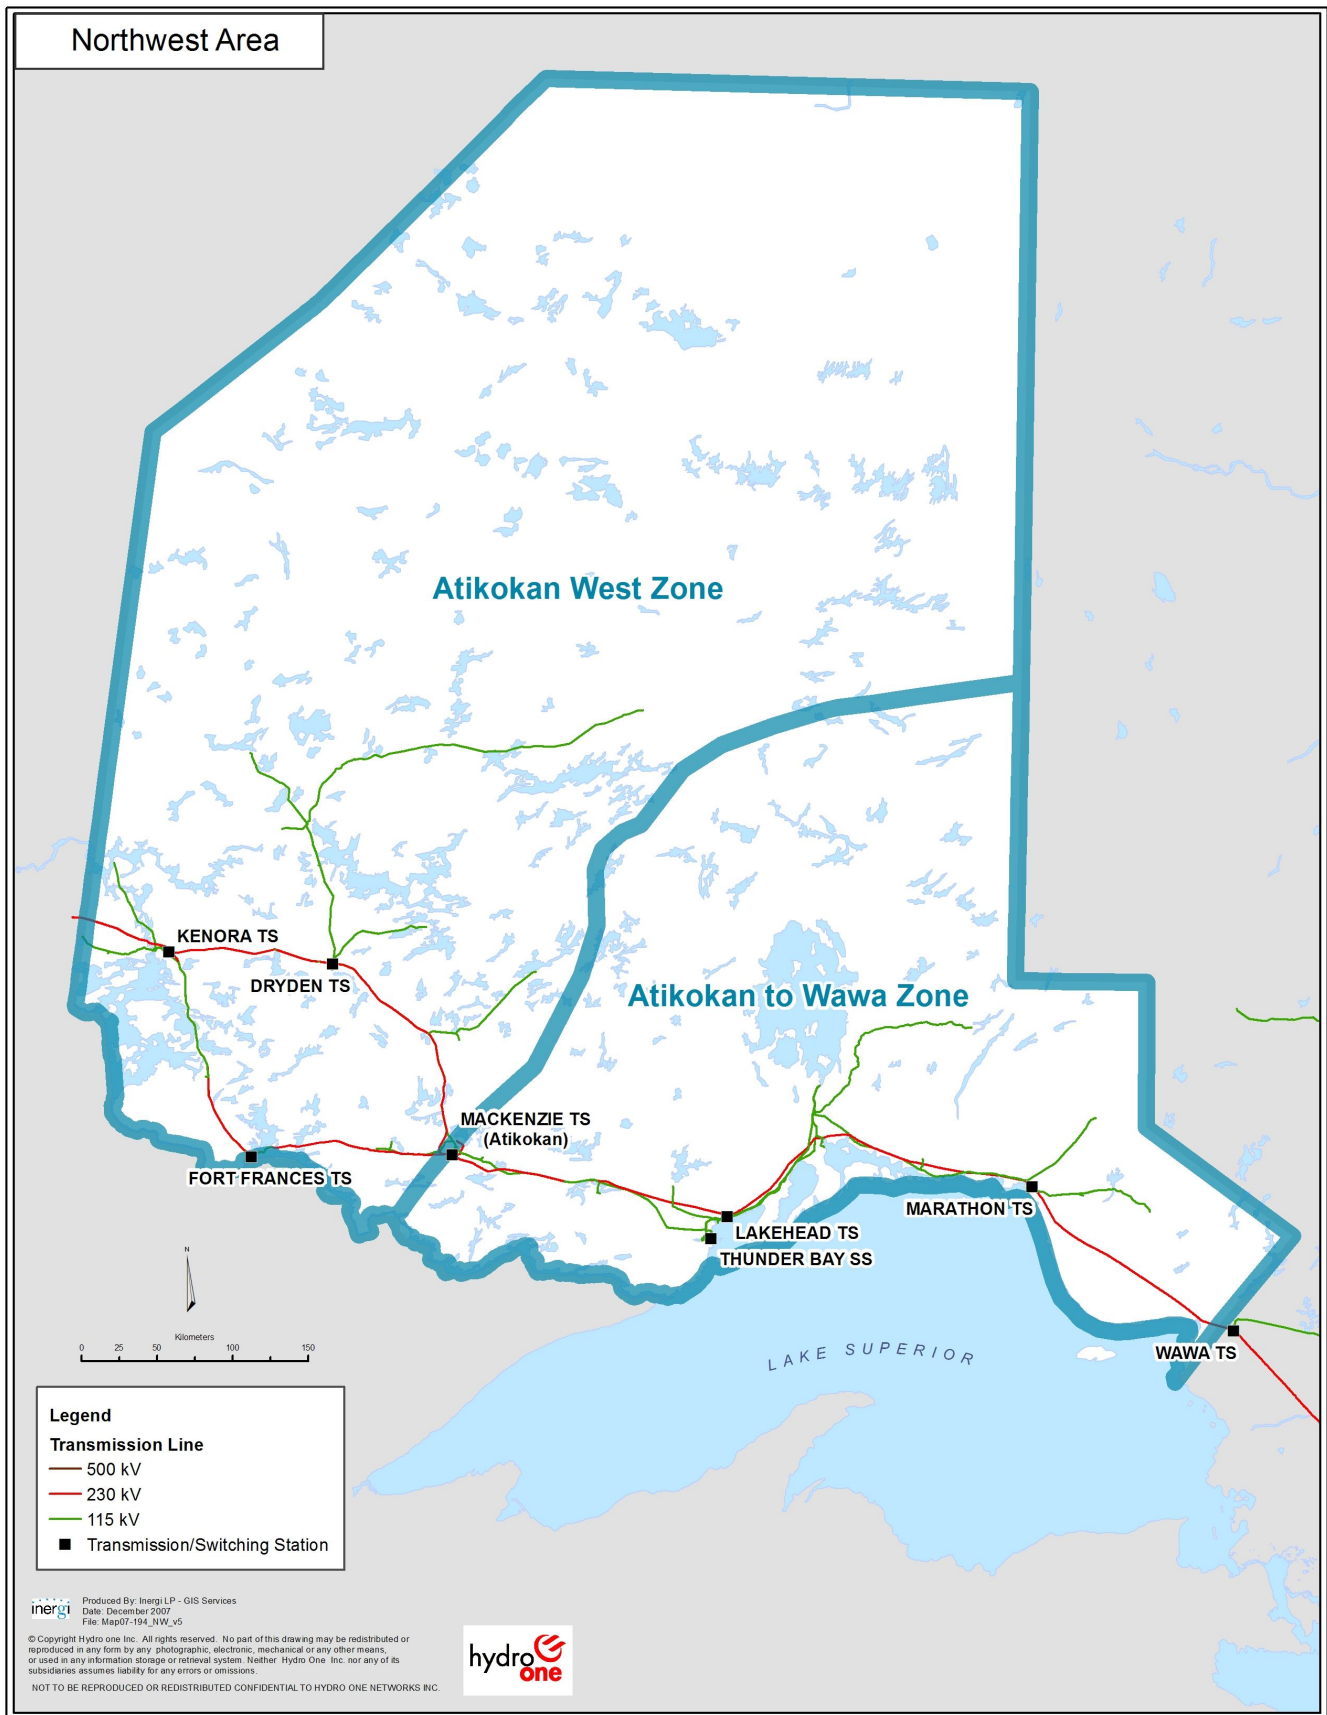 Northwest Area
Atikokan West Zone
KENORA TS
DRYDEN TS
Atikokan to Wawa Zone
MACKENZIE TS
(Atikokan)
FORT FRANCES TS
MARATHON TS
LAKEHEAD TS
THUNDER BAY SS
N
Kilometers
0 25 50 100 150
LAKE SUPERIOR
WAWA TS
Legend
Transmission Line
500 kV
230 kV
115 kV
Transmission/Switching Station
inergi
Produced By: Inergi LP - GIS Services
Date: December 2007
File: Map07-194_NW_v5
© Copyright Hydro one Inc. All rights reserved. No part of this drawing may be redistributed or
reproduced in any form by any photographic, electronic, mechanical or any other means,
or used in any information storage or retrieval system. Neither Hydro One Inc. nor any of its
subsidiaries assumes liability for any errors or omissions.
NOT TO BE REPRODUCED OR REDISTRIBUTED CONFIDENTIAL TO HYDRO ONE NETWORKS INC.
hydro
one